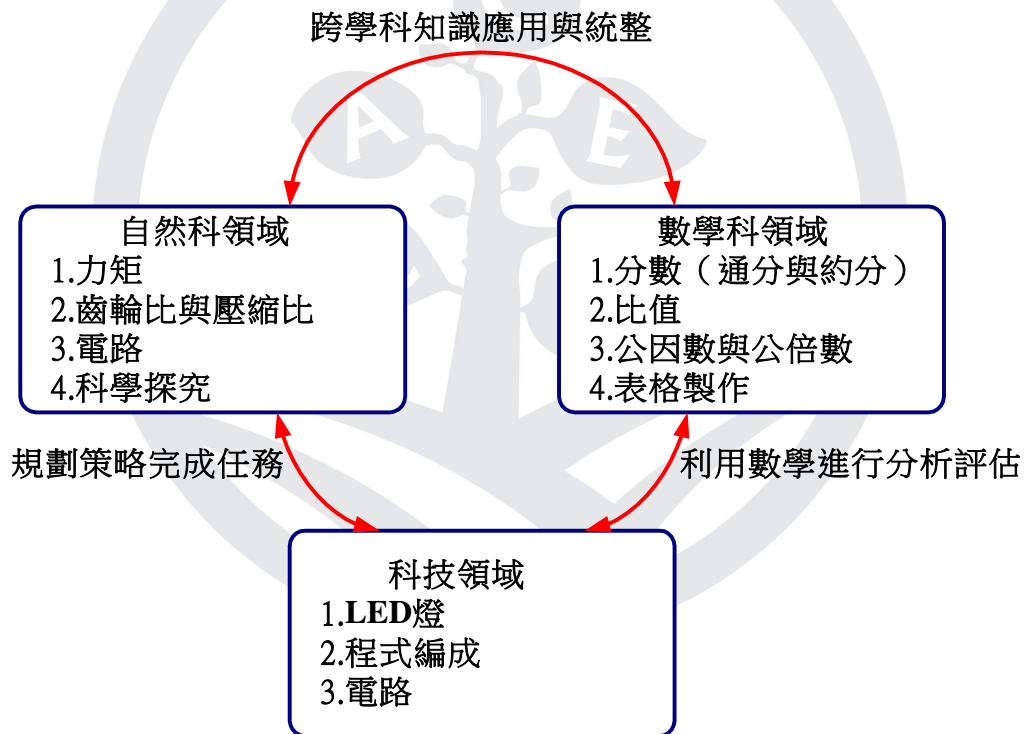 跨學科知識應用與統整
自然科領域
1.力矩
2.齒輪比與壓縮比
3.電路
4.科學探究
數學科領域
1.分數（通分與約分）
2.比值
3.公因數與公倍數
4.表格製作
規劃策略完成任務
利用數學進行分析評估
科技領域
1.LED燈
2.程式編成
3.電路
A
E